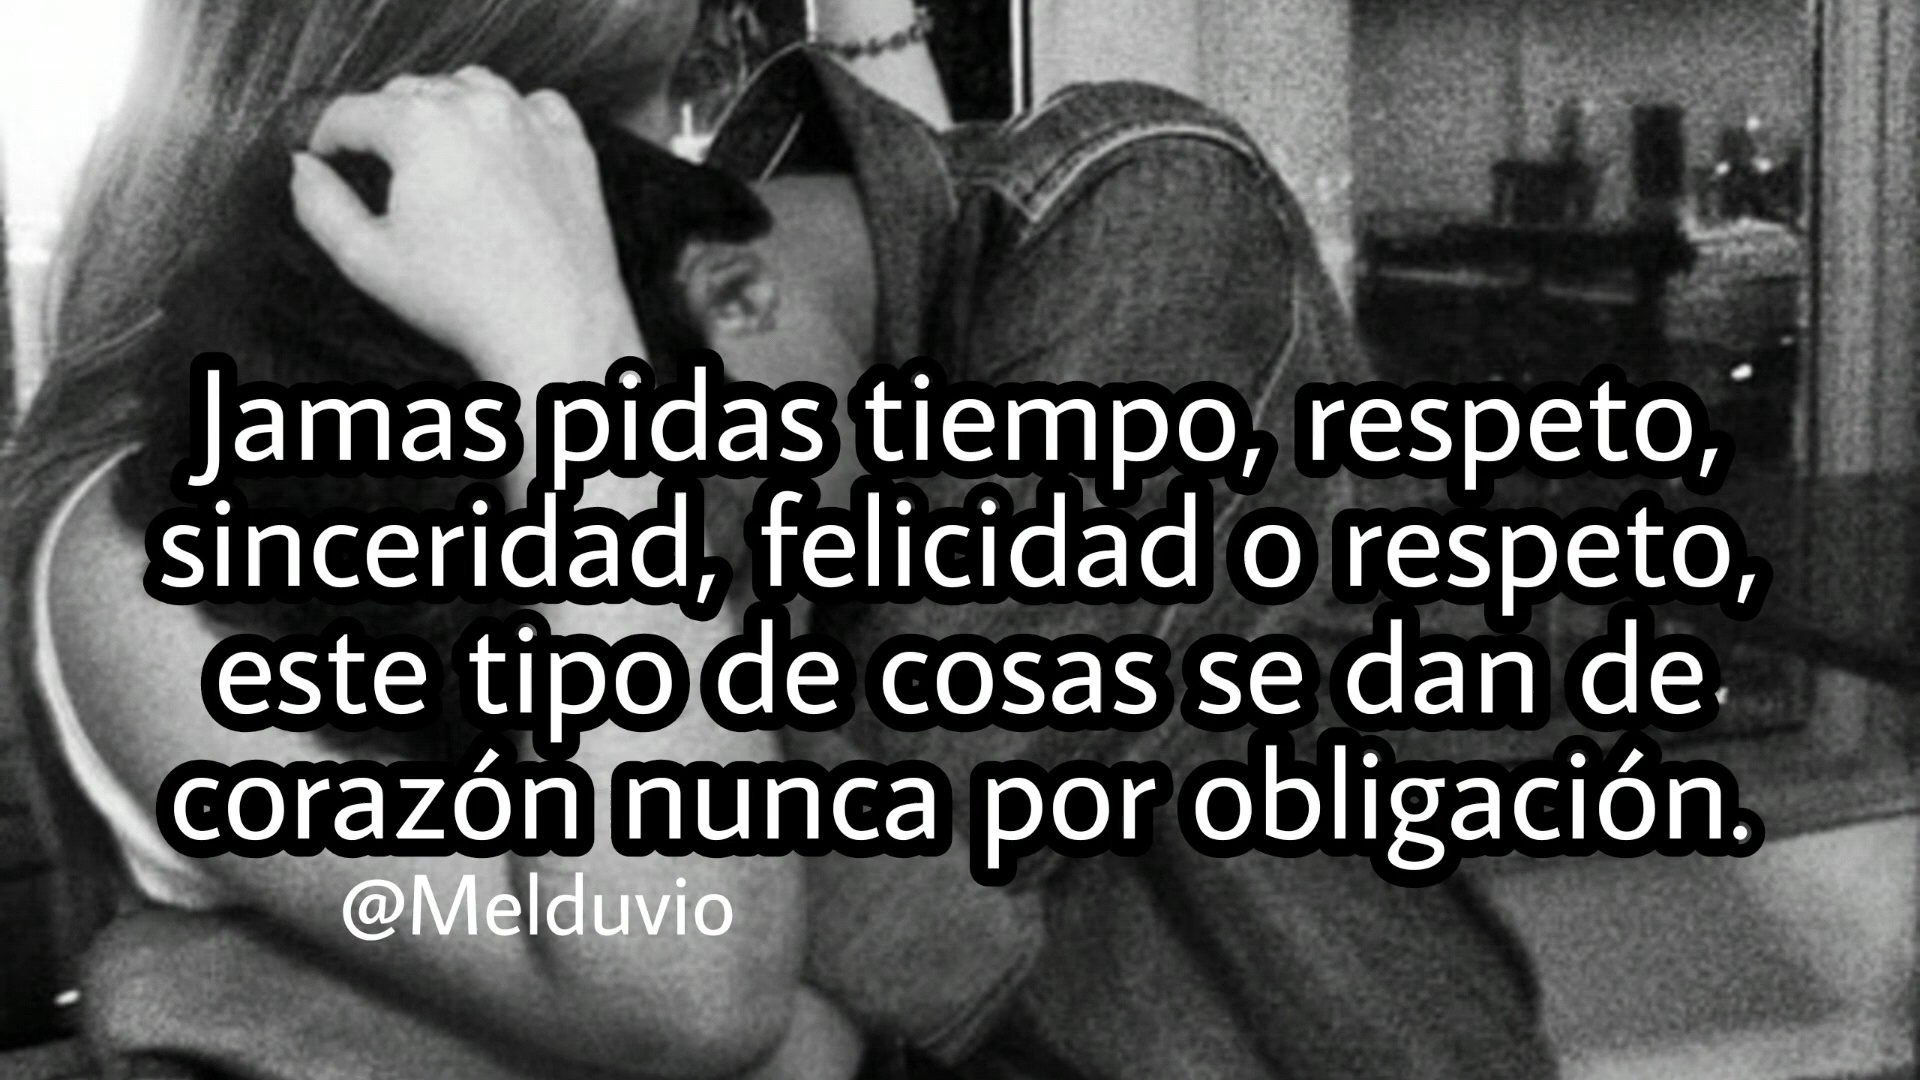 Jamas pidas tiempo, respeto,
sinceridad, felicidad o respeto,
este tipo de cosas se dan de
corazón nunca por obligación.
@Melduvio